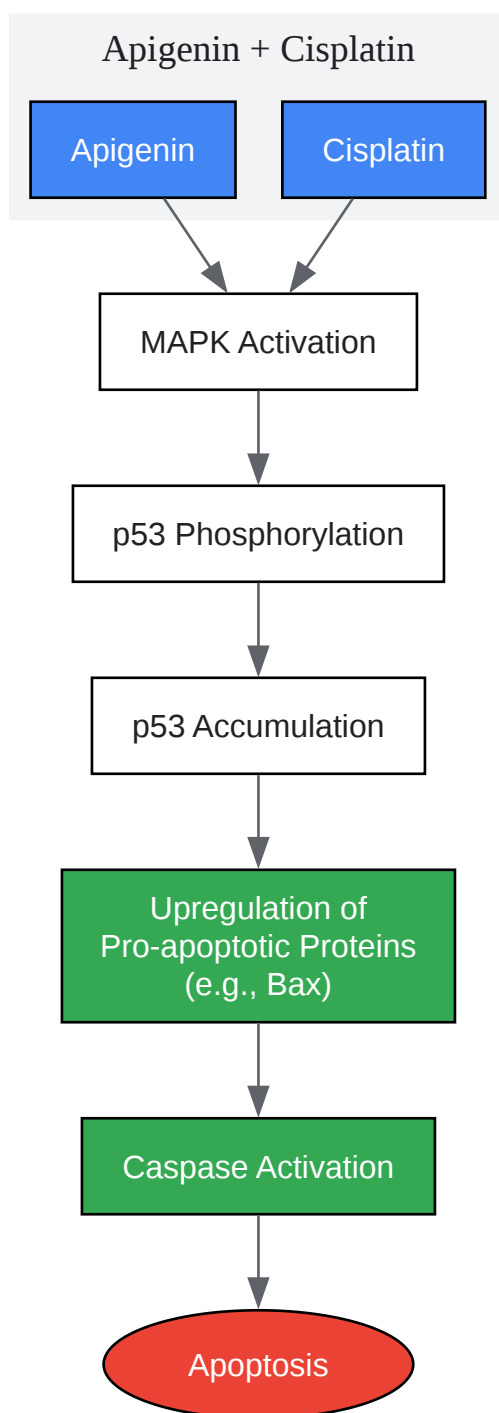 Apigenin + Cisplatin
Apigenin
Cisplatin
MAPK Activation
p53 Phosphorylation
p53 Accumulation
Upregulation of
Pro-apoptotic Proteins
(e.g., Bax)
Caspase Activation
Apoptosis